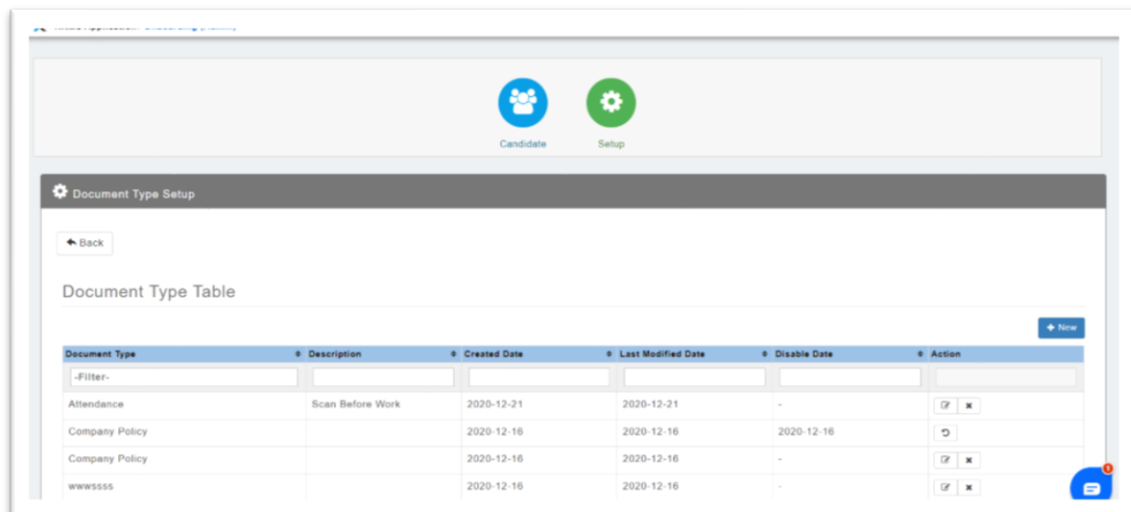 Candidate Setup
Document Type Setup
Back
Document Type Table
+ New
Document Type Description Created Date Last Modified Date Disable Date Action
-Filter-
Attendance Scan Before Work 2020-12-21 2020-12-21 -
Company Policy 2020-12-16 2020-12-16 2020-12-16
Company Policy 2020-12-16 2020-12-16 -
wwwssss 2020-12-16 2020-12-16 -
1